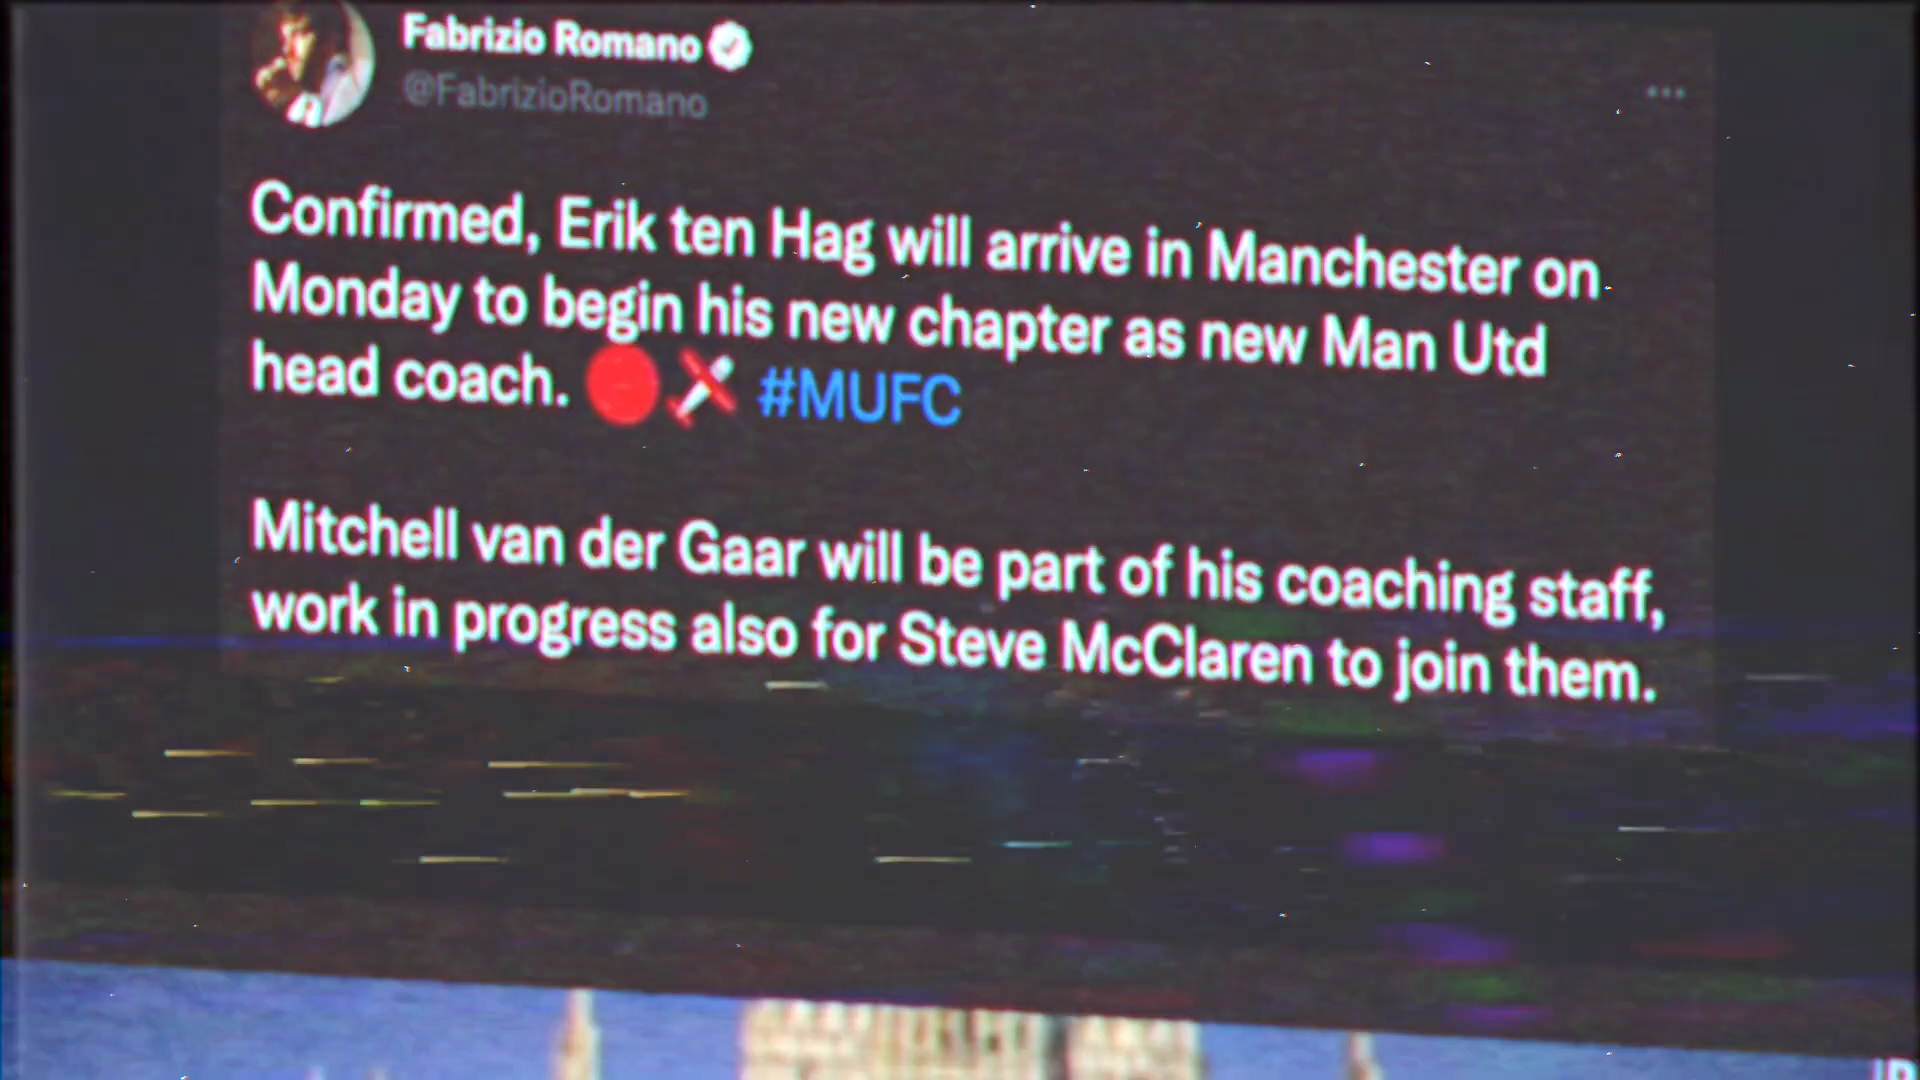 Fabrizio Romano
@FabrizioRomano
Confirmed, Erik ten Hag will arrive in Manchester on
Monday to begin his new chapter as new Man Utd
head coach. 🔴✈️ #MUFC
Mitchell van der Gaar will be part of his coaching staff,
work in progress also for Steve McClaren to join them.